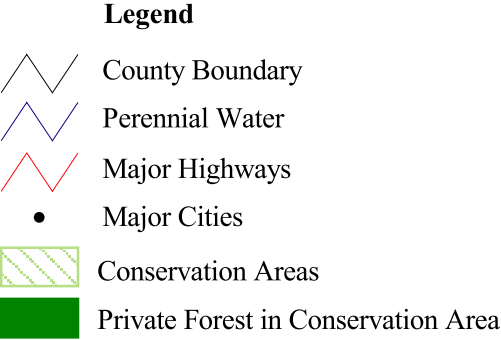 Legend
County Boundary
Perennial Water
Major Highways
Major Cities
Conservation Areas
Private Forest in Conservation Area